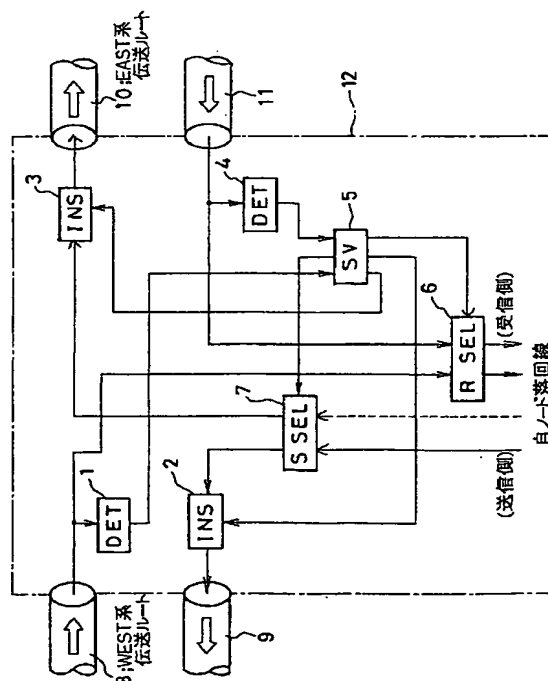 8;WEST系
伝送ルート
9
1
DET
2
INS
7
S SEL
(送信側)
自ノード落回線
(受信側)
6
R SEL
5
SV
4
DET
3
INS
10;EAST系
伝送ルート
11
12